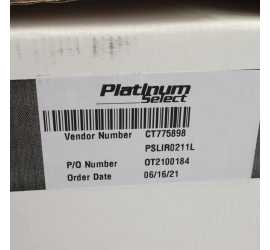 Platinum
Select
Vendor Number CT775898
PSLIR0211L
P/O Number OT2100184
Order Date 06/16/21